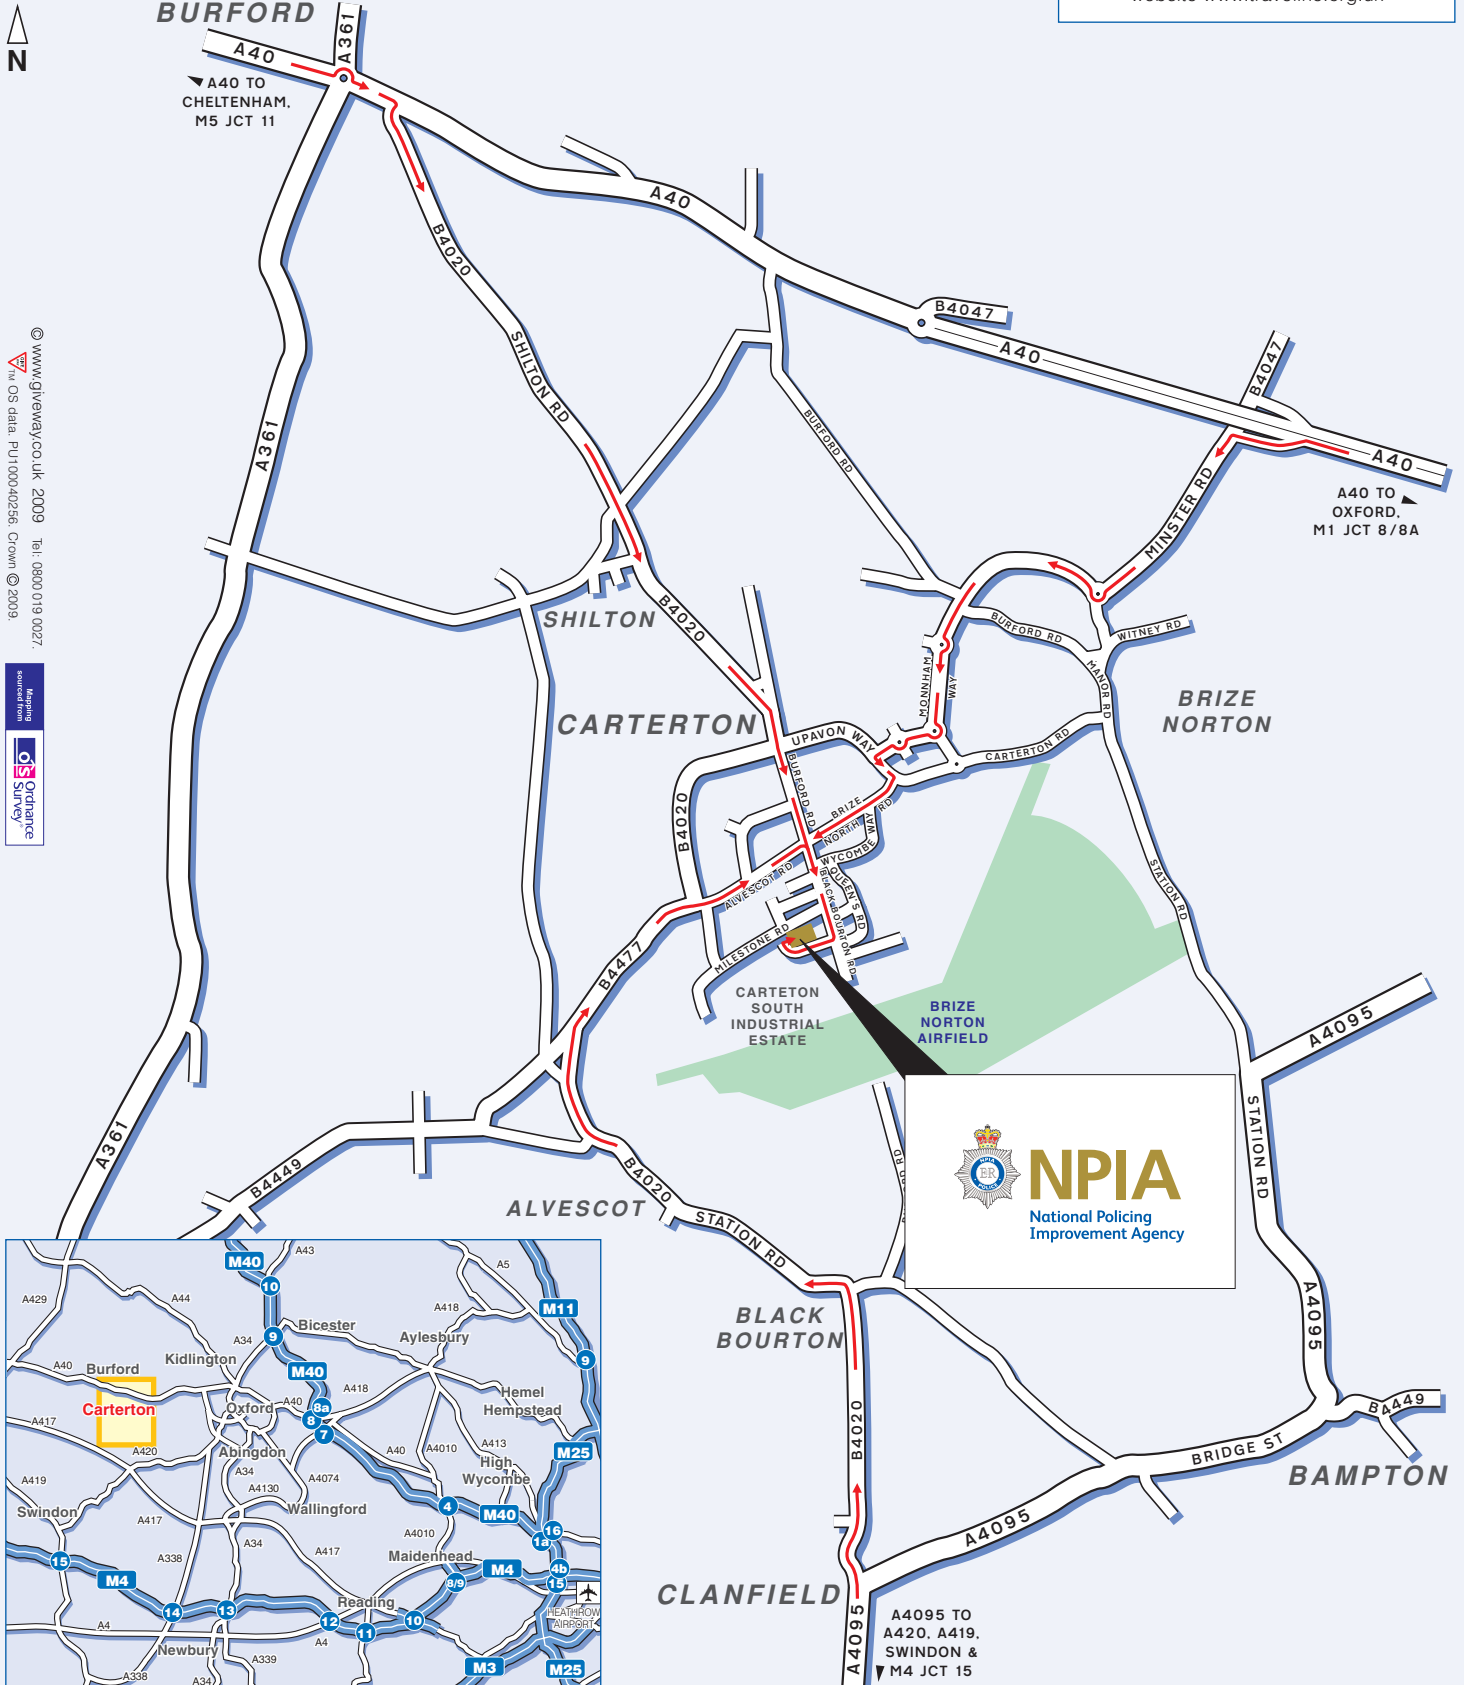 BURFORD
N
A40
A361
A40 TO
CHELTENHAM,
M5 JCT 11
B4020
A40
B4047
A40
B4047
A40
A40 TO
OXFORD,
M1 JCT 8/8A
SHILTON RD
BURFORD RD
MINSTER RD
A361
© www.giveway.co.uk 2009 Tel: 0800 019 0027.
TM OS data. PU100040256. Crown © 2009.
Mapping
sourced from
Ordnance
Survey®
SHILTON
B4020
BURFORD RD
WITNEY RD
MANOR RD
MONNHAM
WAY
BRIZE
NORTON
CARTERTON
UPAVON WAY
CARTERTON RD
BURFORD RD
B4020
BRIZE
NORTH RD
WYCOMBE WAY
ALVESCOT RD
QUEEN'S RD
BLACK BOURTON RD
STATION RD
MILESTONE RD
B4477
CARTETON
SOUTH
INDUSTRIAL
ESTATE
BRIZE
NORTON
AIRFIELD
A4095
A361
B4449
STATION RD
NPIA
POLICE
ER
NPIA
National Policing
Improvement Agency
ALVESCOT
B4020
STATION RD
BLACK
BOURTON
A4095
B4020
BRIDGE ST
B4449
BAMPTON
A4095
CLANFIELD
A4095
A4095 TO
A420, A419,
SWINDON &
M4 JCT 15
M40
A43
10
A5
A429
A44
A418
M11
9
Bicester
A34
Aylesbury
Kidlington
A40
Burford
M40
9
Carterton
A40
A418
Hemel
Hempstead
Oxford
8a
8
7
A417
A420
Abingdon
A40
A4010
A413
M25
High
Wycombe
A419
A34
A4074
A4130
Swindon
Wallingford
4
M40
16
1a
A417
A4010
A34
A417
Maidenhead
15
A338
M4
4b
15
M4
8/9
HEATHROW
AIRPORT
Reading
14
13
12
11
10
A4
A4
Newbury
A339
M3
M25
A338
A34